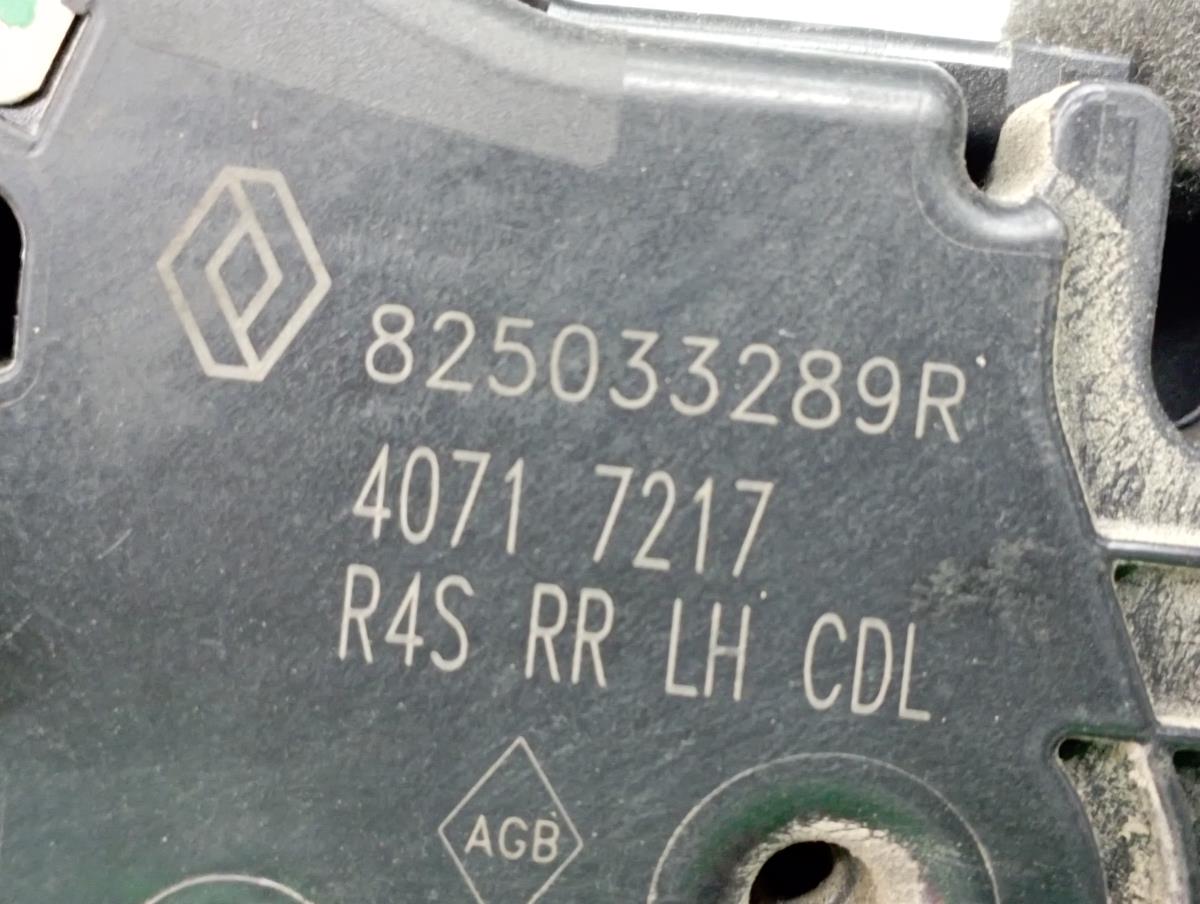 825033289R
4071 7217
R4S RR LH CDL
AGB